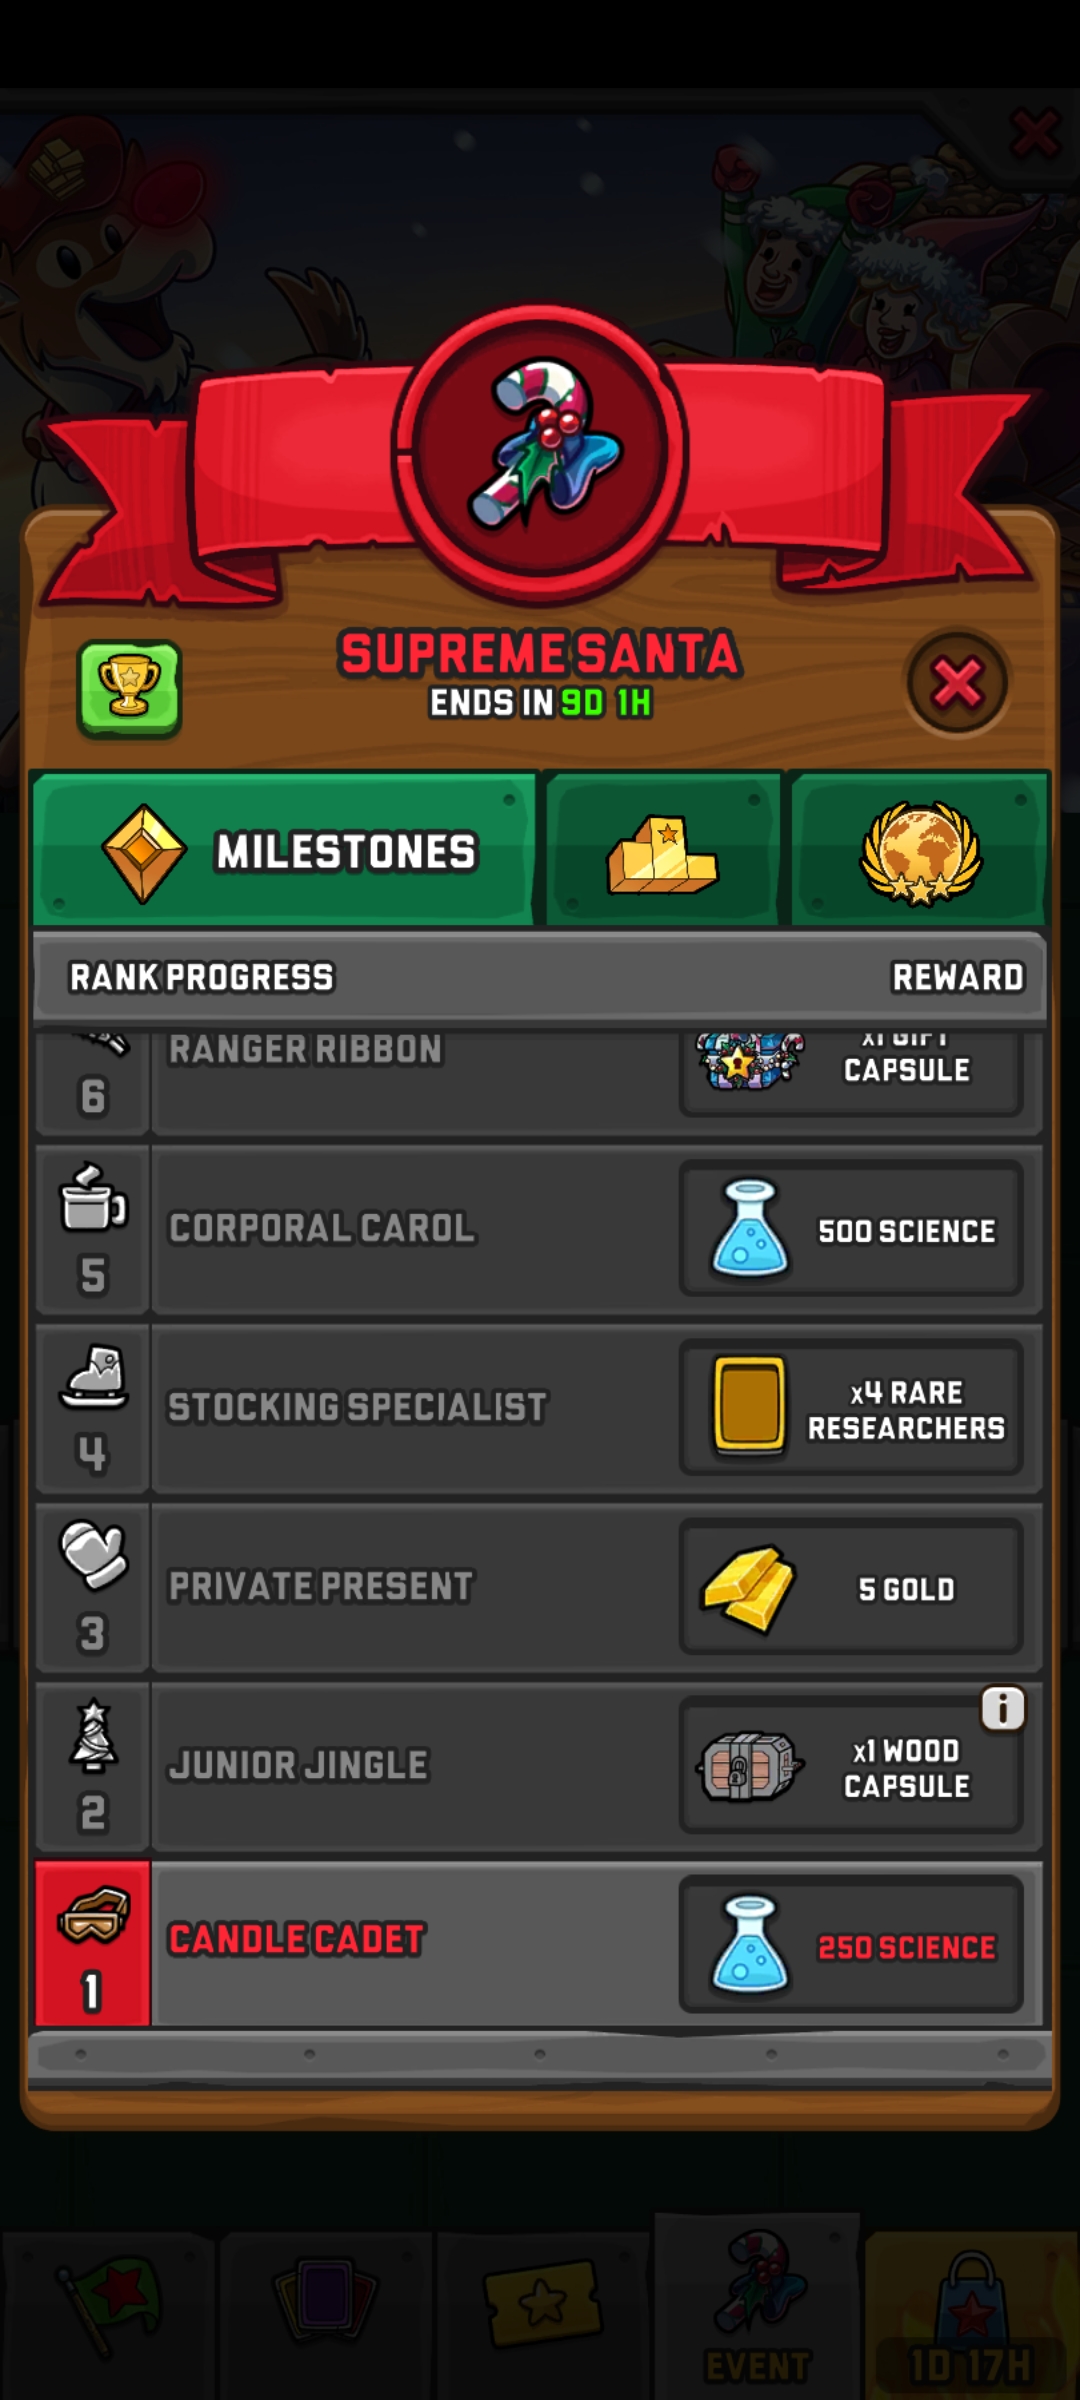 SUPREME SANTA
ENDS IN 9D 1H
MILESTONES
RANK PROGRESS
REWARD
RANGER RIBBON
6
x1 GIFT
CAPSULE
CORPORAL CAROL
5
500 SCIENCE
STOCKING SPECIALIST
4
x4 RARE
RESEARCHERS
PRIVATE PRESENT
3
5 GOLD
i
JUNIOR JINGLE
2
x1 WOOD
CAPSULE
CANDLE CADET
1
250 SCIENCE
EVENT
1D 17H